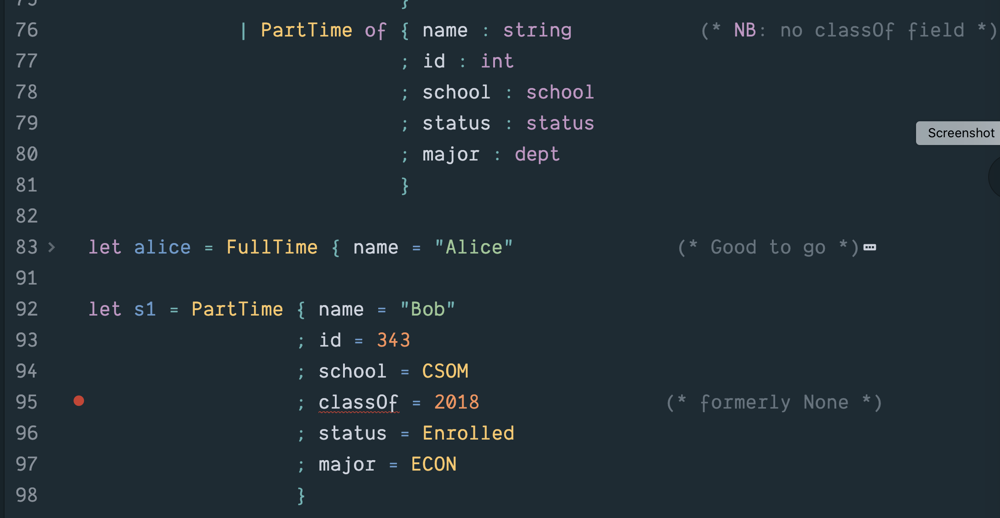 75 }
76 | PartTime of { name : string (* NB: no classOf field *)
77 ; id : int
78 ; school : school
79 ; status : status
Screenshot
80 ; major : dept
81 }
82
83 > let alice = FullTime { name = "Alice" (* Good to go *)
91
92 let s1 = PartTime { name = "Bob"
93 ; id = 343
94 ; school = CSOM
95 ; classOf = 2018 (* formerly None *)
96 ; status = Enrolled
97 ; major = ECON
98 }